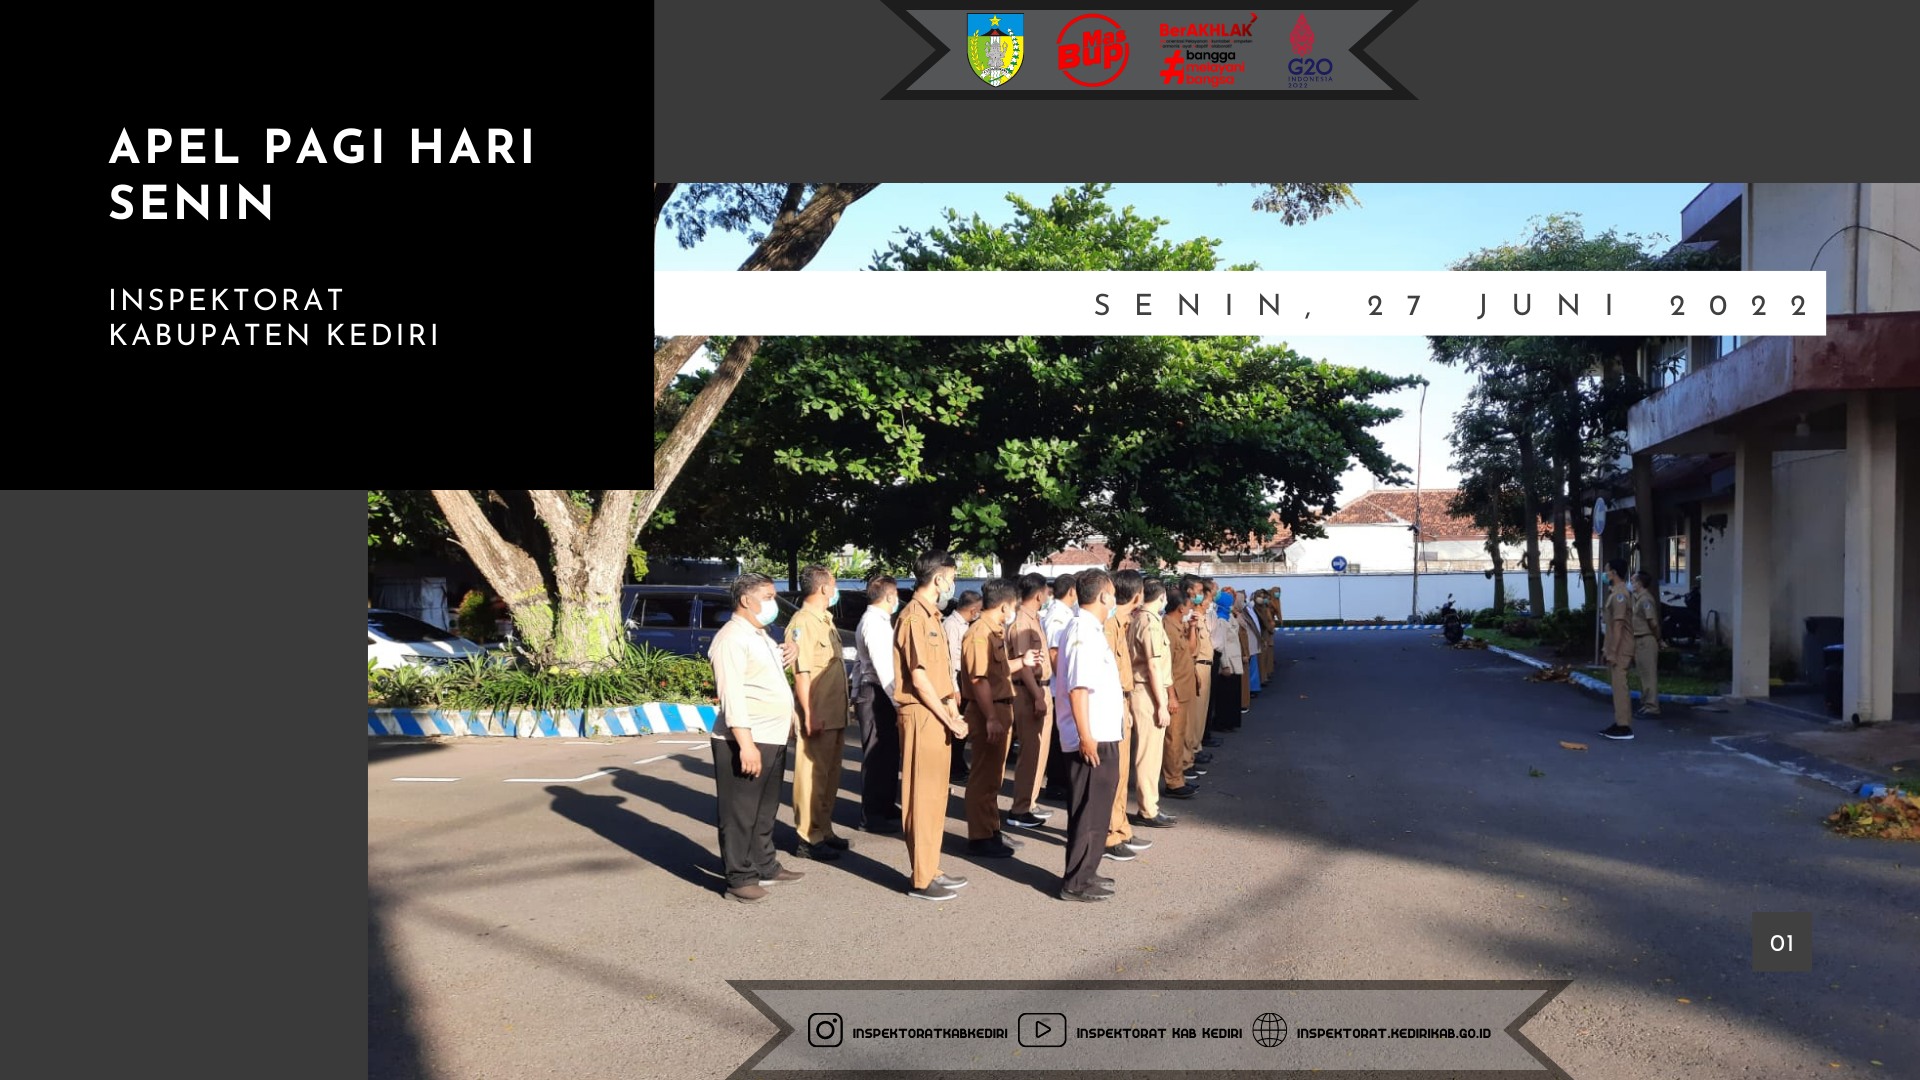 APEL PAGI HARI
SENIN
INSPEKTORAT
KABUPATEN KEDIRI
Mas
Bup
BerAKHLAK
#bangga
melayani
bangsa
G20
INDONESIA
2022
SENIN, 27 JUNI 2022
01
INSPEKTORATKABKEDIRI
INSPEKTORAT KAB KEDIRI
INSPEKTORAT.KEDIRIKAB.GO.ID